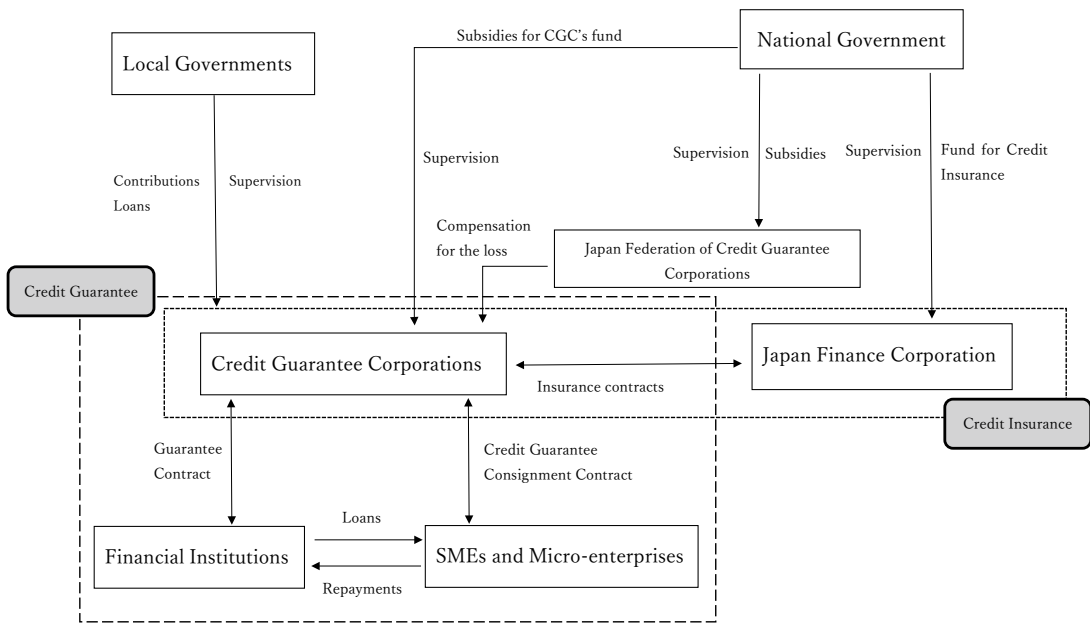 Subsidies for CGC's fund
National Government
Local Governments
Supervision
Supervision
Subsidies
Supervision
Fund for Credit
Insurance
Contributions
Loans
Supervision
Compensation
for the loss
Japan Federation of Credit Guarantee
Corporations
Credit Guarantee
Credit Guarantee Corporations
Japan Finance Corporation
Insurance contracts
Credit Insurance
Guarantee
Contract
Credit Guarantee
Consignment Contract
Loans
Financial Institutions
SMEs and Micro-enterprises
Repayments